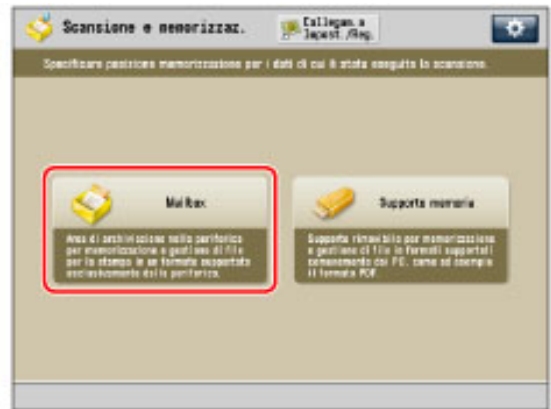 Scansione e memorizzaz.
Collegam. a
Impost./Reg.
Specificare posizione memorizzazione per i dati di cui è stata eseguita la scansione.
Mailbox
Area di archiviazione nella periferica
per memorizzazione e gestione di file
per la stampa in un formato supportato
esclusivamente dalla periferica.
Supporto memoria
Supporto rimovibile per memorizzazione
e gestione di file in formati supportati
comunemente dai PC, come ad esempio
il formato PDF.